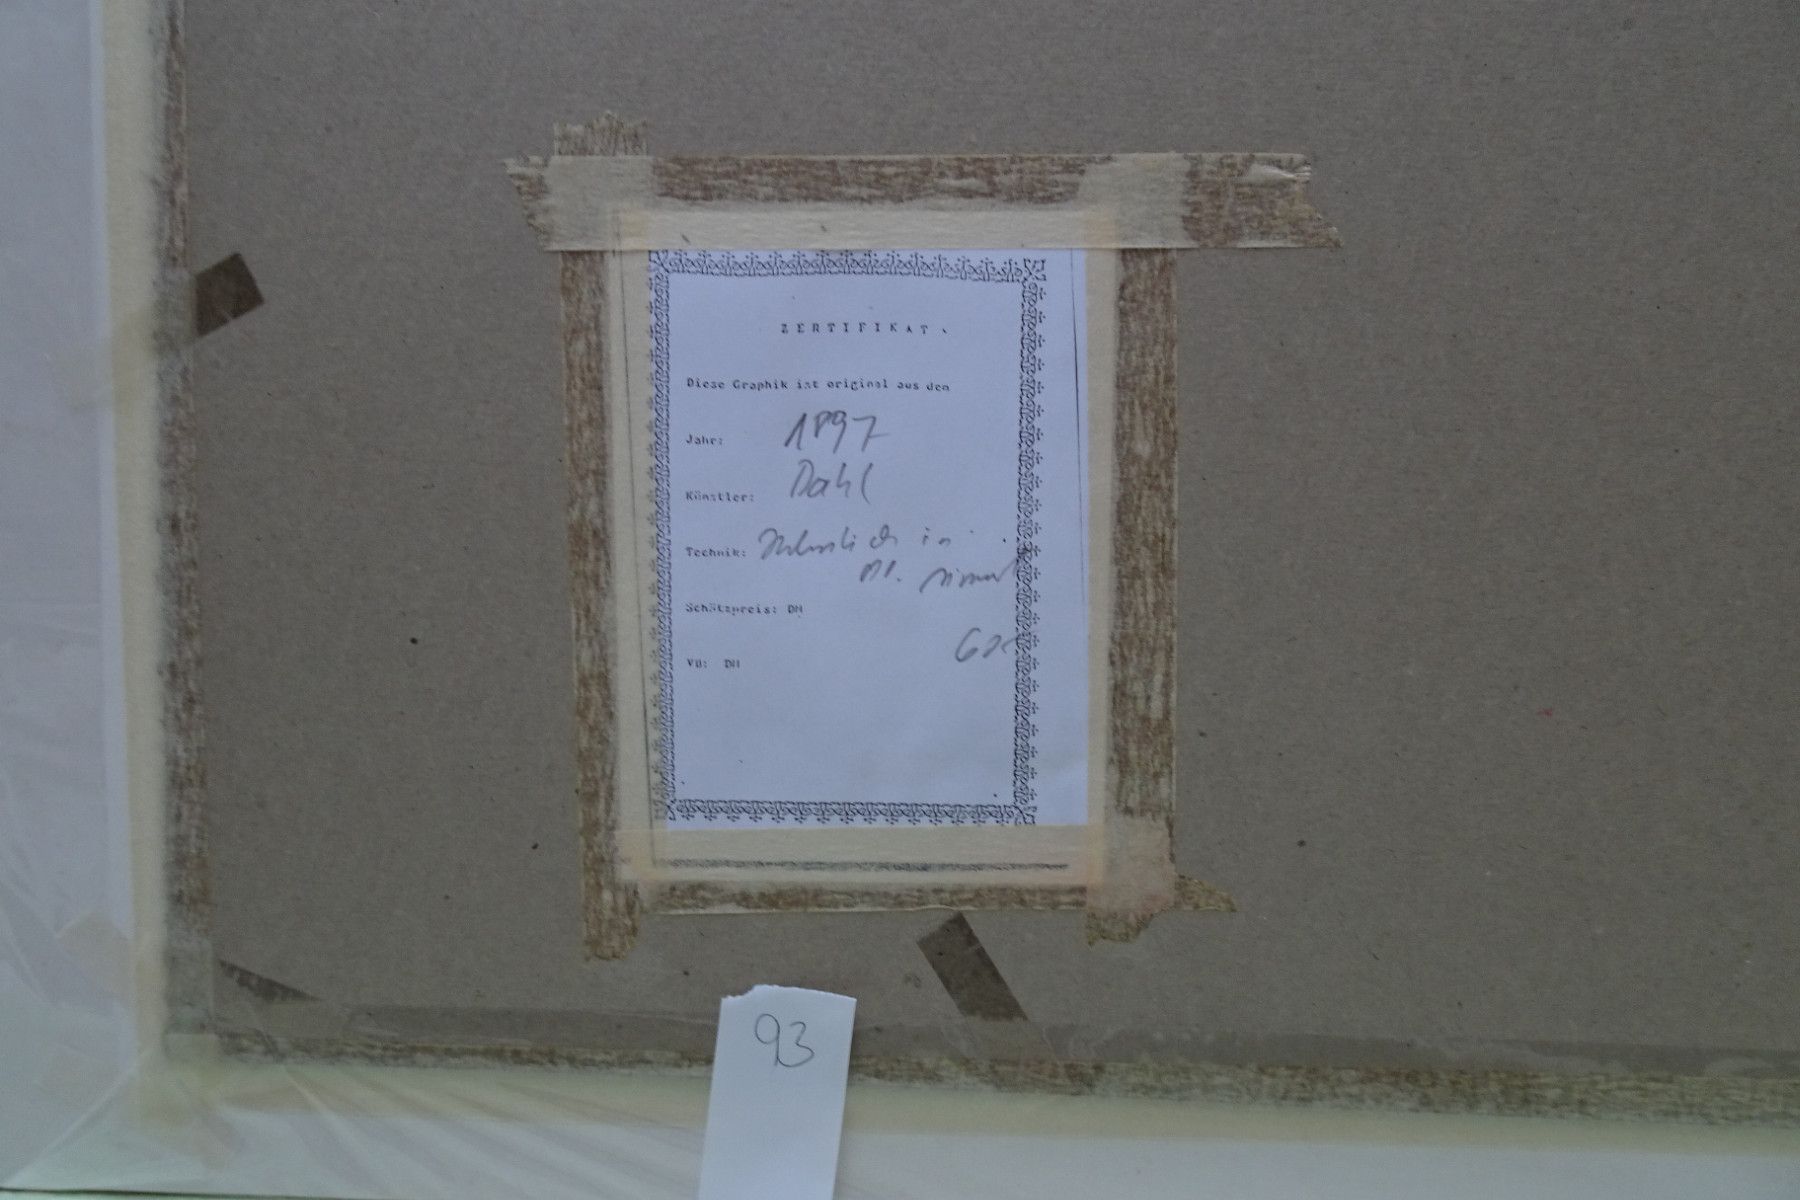 ZERTIFIKAT.
Diese Graphik ist original aus dem
Jahr: 1897
Künstler: Dahl
Technik:
Schätzpreis: DM
VB: DM
93